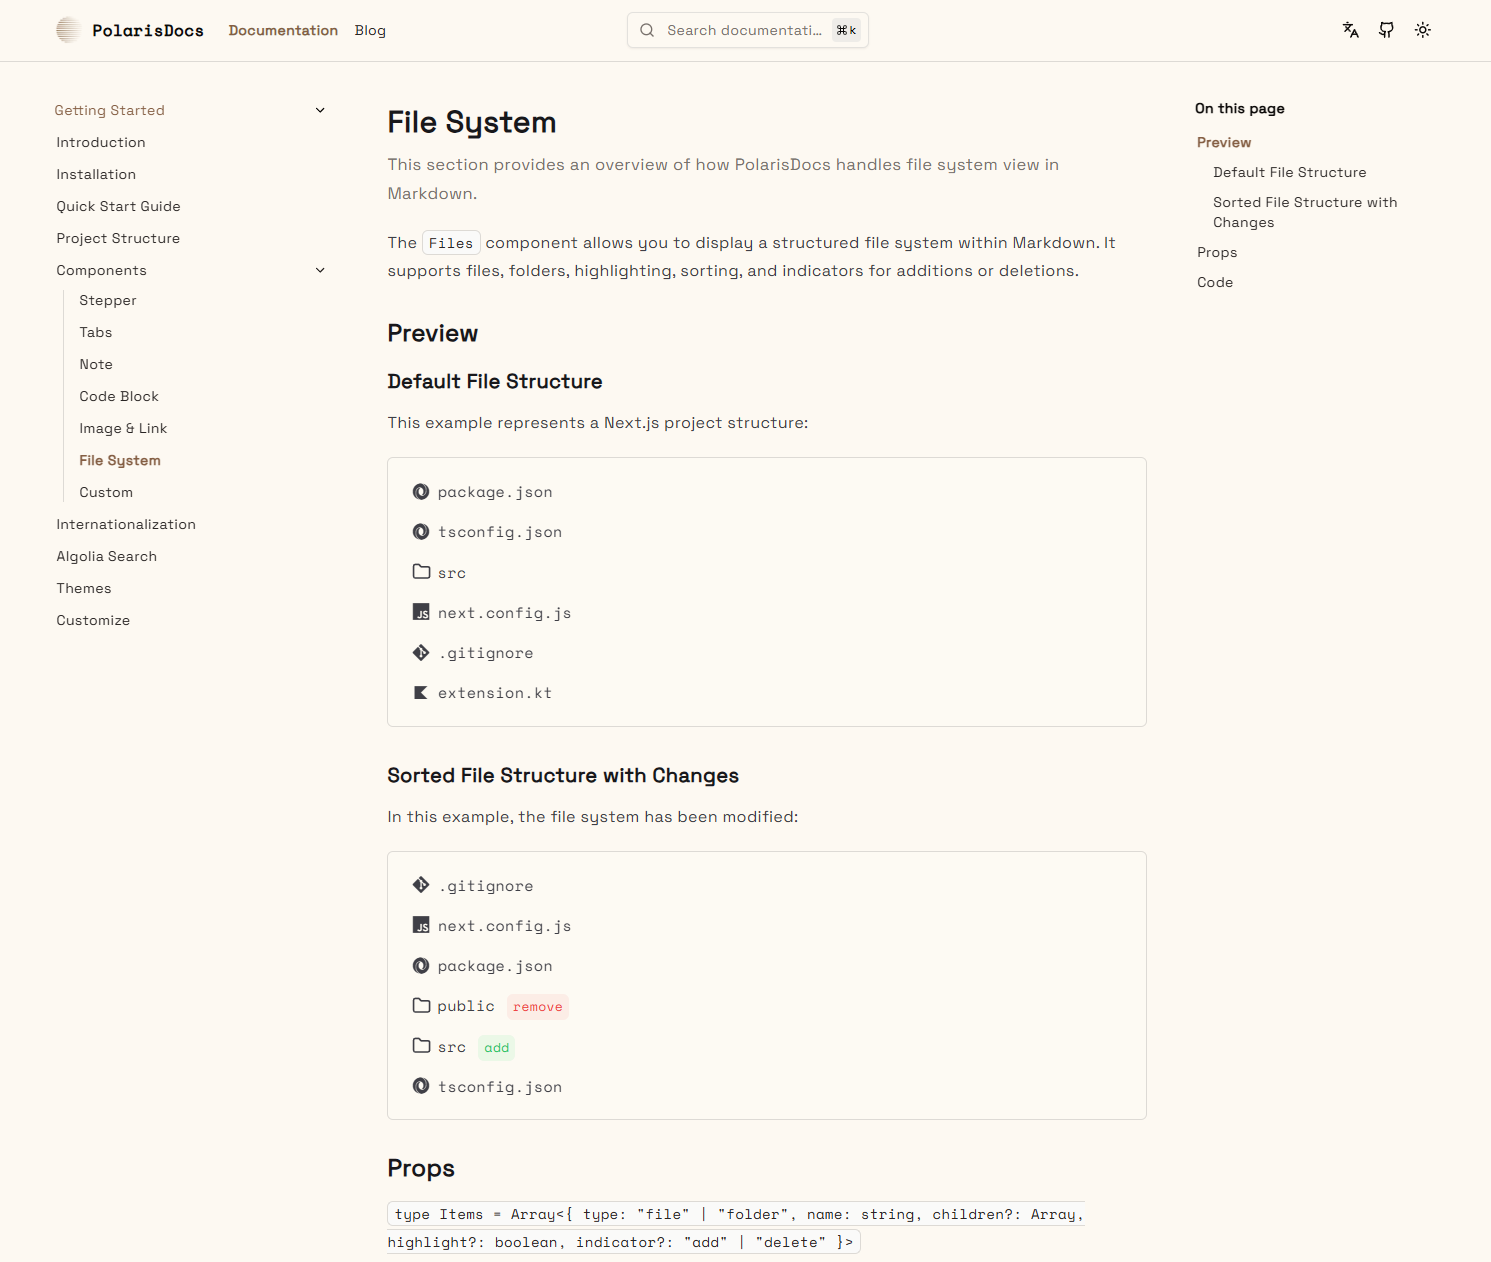 PolarisDocs
Documentation
Blog
Search documentati...
⌘k
Getting Started
Introduction
Installation
Quick Start Guide
Project Structure
Components
Stepper
Tabs
Note
Code Block
Image & Link
File System
Custom
Internationalization
Algolia Search
Themes
Customize
File System
This section provides an overview of how PolarisDocs handles file system view in
Markdown.
The Files component allows you to display a structured file system within Markdown. It
supports files, folders, highlighting, sorting, and indicators for additions or deletions.
Preview
Default File Structure
This example represents a Next.js project structure:
package.json
tsconfig.json
src
JS next.config.js
.gitignore
extension.kt
Sorted File Structure with Changes
In this example, the file system has been modified:
.gitignore
JS next.config.js
package.json
public remove
src add
tsconfig.json
Props
type Items = Array<{ type: "file" | "folder", name: string, children?: Array,
highlight?: boolean, indicator?: "add" | "delete" }>
On this page
Preview
Default File Structure
Sorted File Structure with
Changes
Props
Code